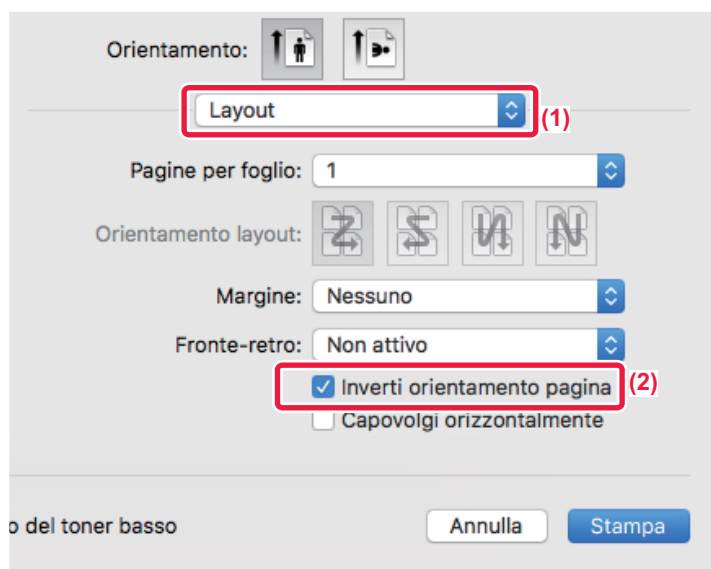 Orientamento:
Layout
(1)
Pagine per foglio: 1
Orientamento layout:
Margine: Nessuno
Fronte-retro: Non attivo
Inverti orientamento pagina
(2)
Capovolgi orizzontalmente
o del toner basso
Annulla
Stampa